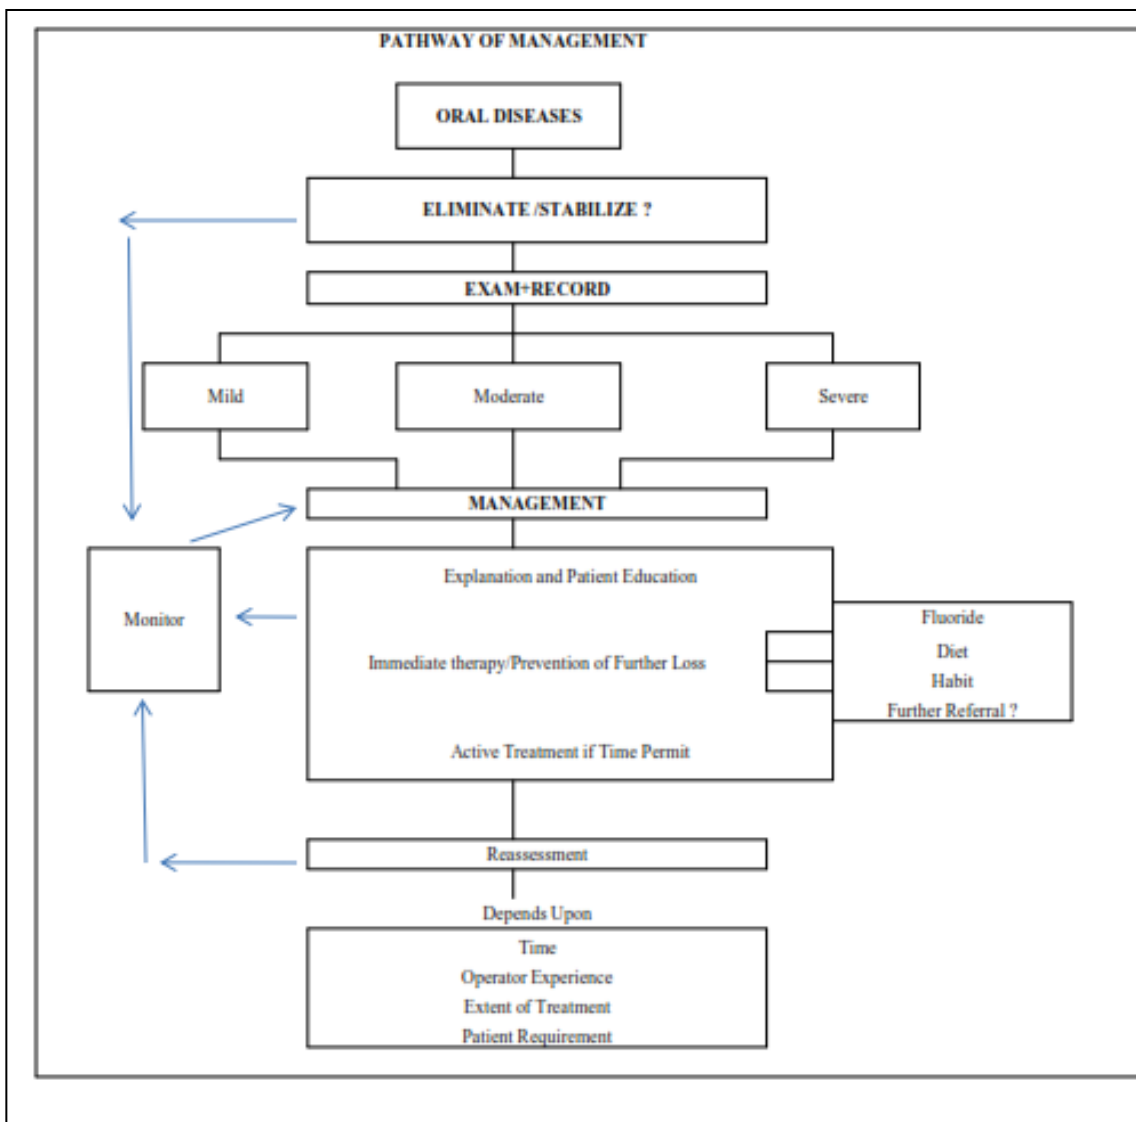 PATHWAY OF MANAGEMENT
ORAL DISEASES
ELIMINATE /STABILIZE ?
EXAM+RECORD
Mild
Moderate
Severe
MANAGEMENT
Explanation and Patient Education
Monitor
Immediate therapy/Prevention of Further Loss
Fluoride
Diet
Habit
Further Referral ?
Active Treatment if Time Permit
Reassessment
Depends Upon
Time
Operator Experience
Extent of Treatment
Patient Requirement